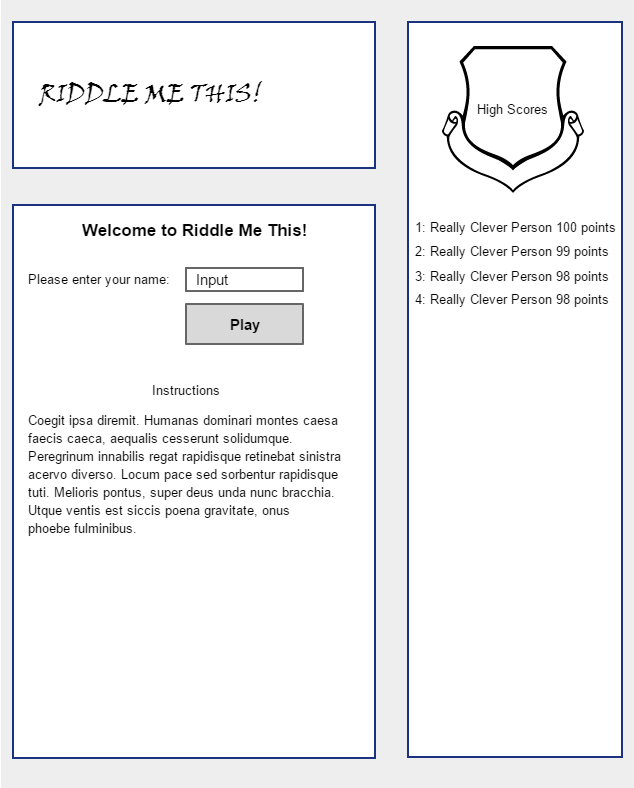 RIDDLE ME THIS!
Welcome to Riddle Me This!
Please enter your name: Input
Play
Instructions
Coegit ipsa diremit. Humanas dominari montes caesa
faecis caeca, aequalis cesserunt solidumque.
Peregrinum innabilis regat rapidisque retinebat sinistra
acervo diverso. Locum pace sed sorbentur rapidisque
tuti. Melioris pontus, super deus unda nunc bracchia.
Utque ventis est siccis poena gravitate, onus
phoebe fulminibus.
High Scores
1: Really Clever Person 100 points
2: Really Clever Person 99 points
3: Really Clever Person 98 points
4: Really Clever Person 98 points